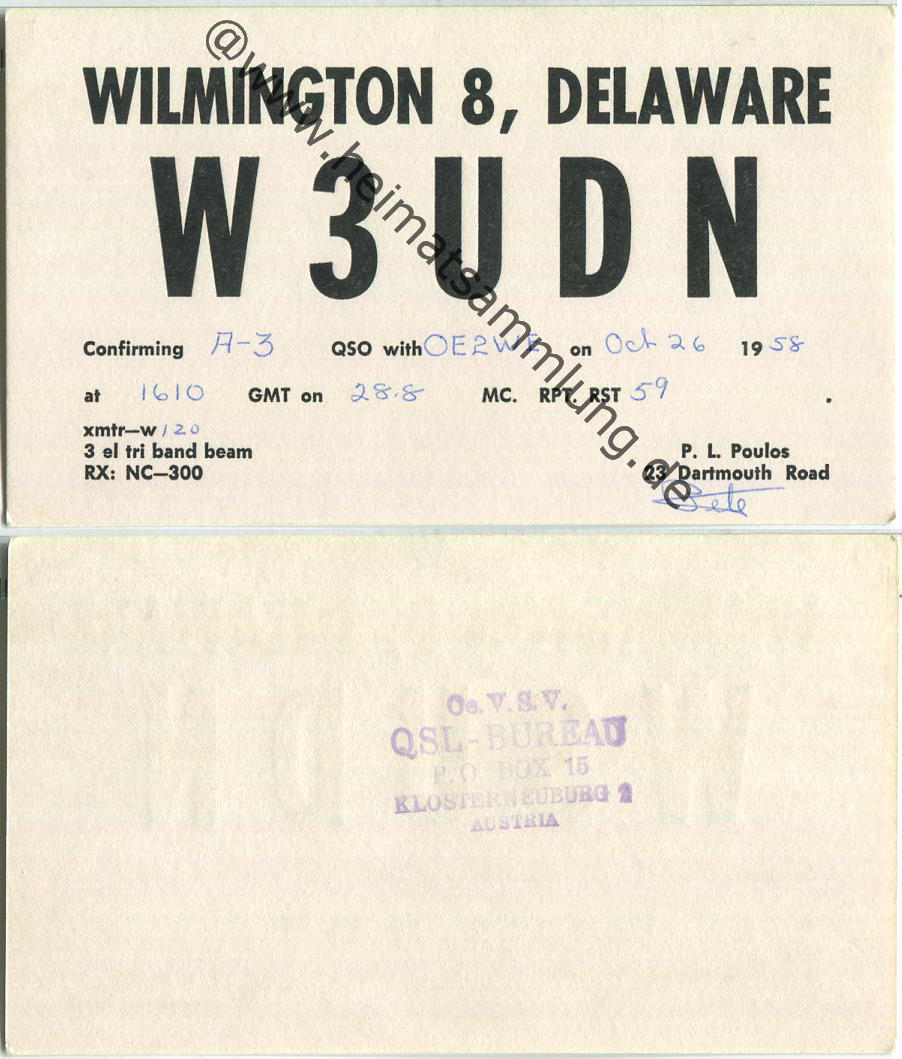 WILMINGTON 8, DELAWARE
W3UDN
Confirming A-3 QSO with OE2WE on Oct 26 1958
at 1610 GMT on 28.8 MC. RPT. RST 59 .
xmtr—w 120
3 el tri band beam
RX: NC—300
P. L. Poulos
23 Dartmouth Road
Pete
@www.heimatsammlung.de
Oe.V.S.V.
QSL-BUREAU
P.O. BOX 15
KLOSTERNEUBURG 2
AUSTRIA